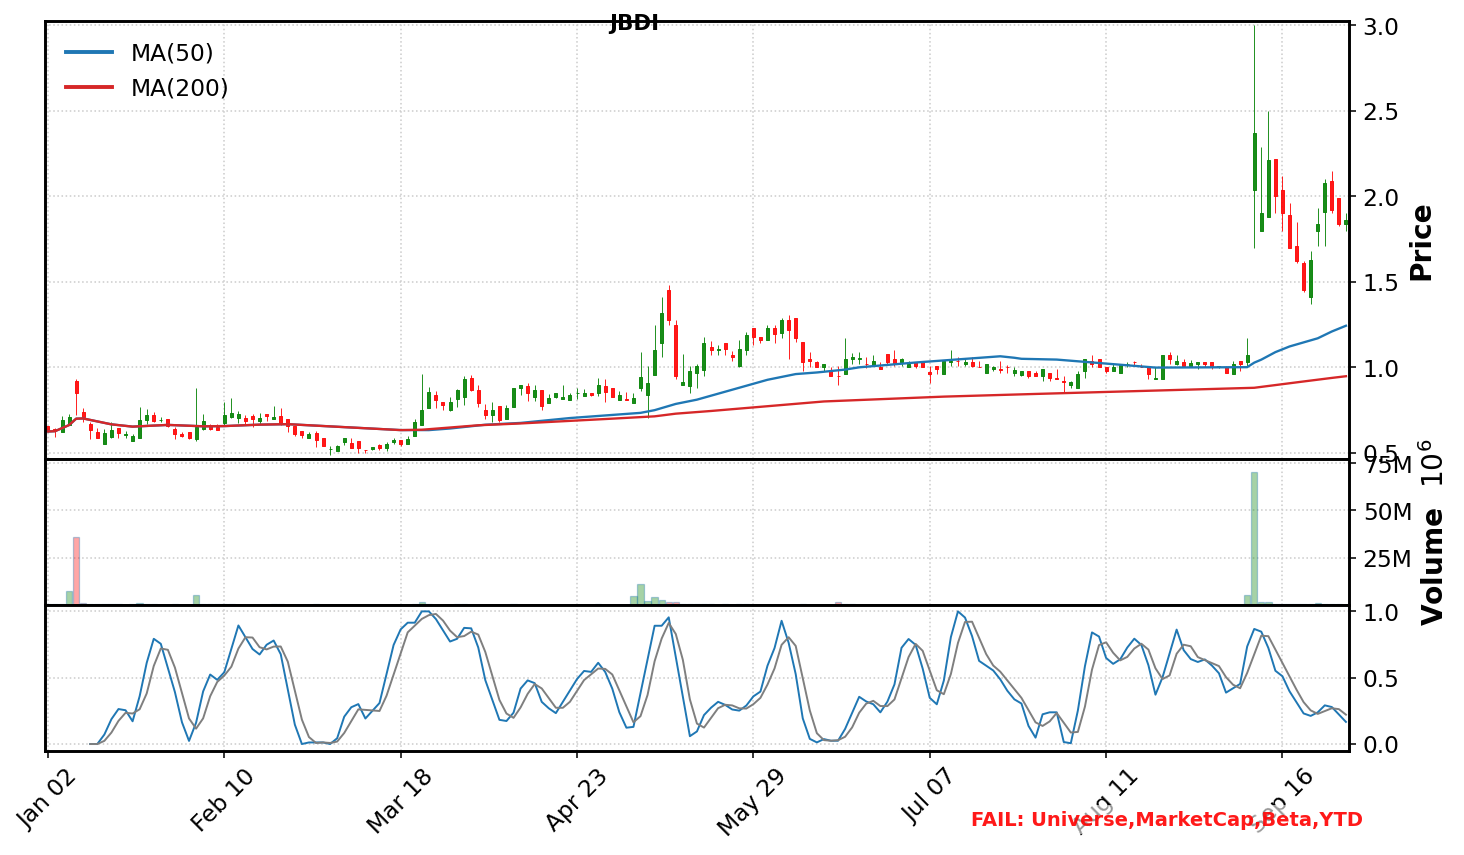 JBDI
MA(50)
MA(200)
3.0
2.5
2.0
1.5
1.0
0.5
Price
75M
50M
25M
Volume 10^6
1.0
0.5
0.0
Jan 02
Feb 10
Mar 18
Apr 23
May 29
Jul 07
Aug 11
Sep 16
FAIL: Universe,MarketCap,Beta,YTD